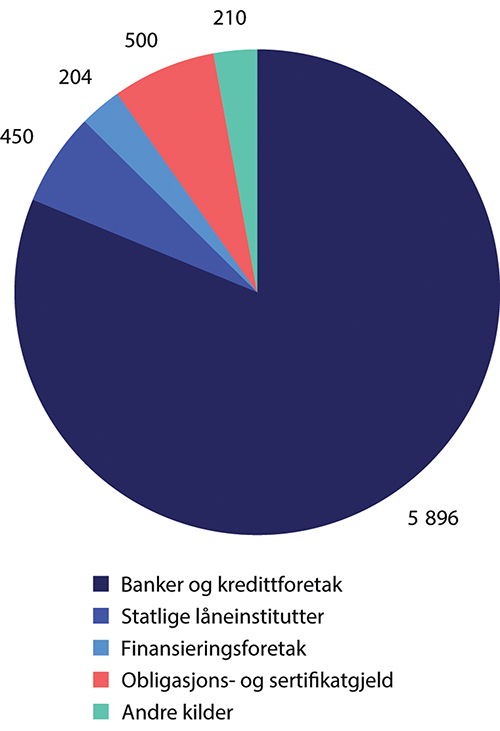 210
500
204
450
5 896
Banker og kredittforetak
Statlige låneinstitutter
Finansieringsforetak
Obligasjons- og sertifikatgjeld
Andre kilder